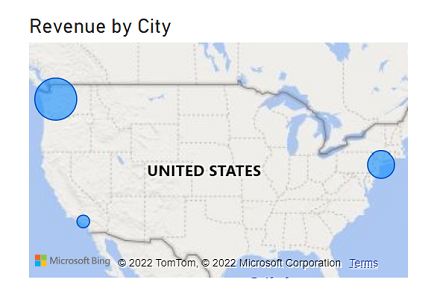 Revenue by City
UNITED STATES
Microsoft Bing
© 2022 TomTom, © 2022 Microsoft Corporation Terms